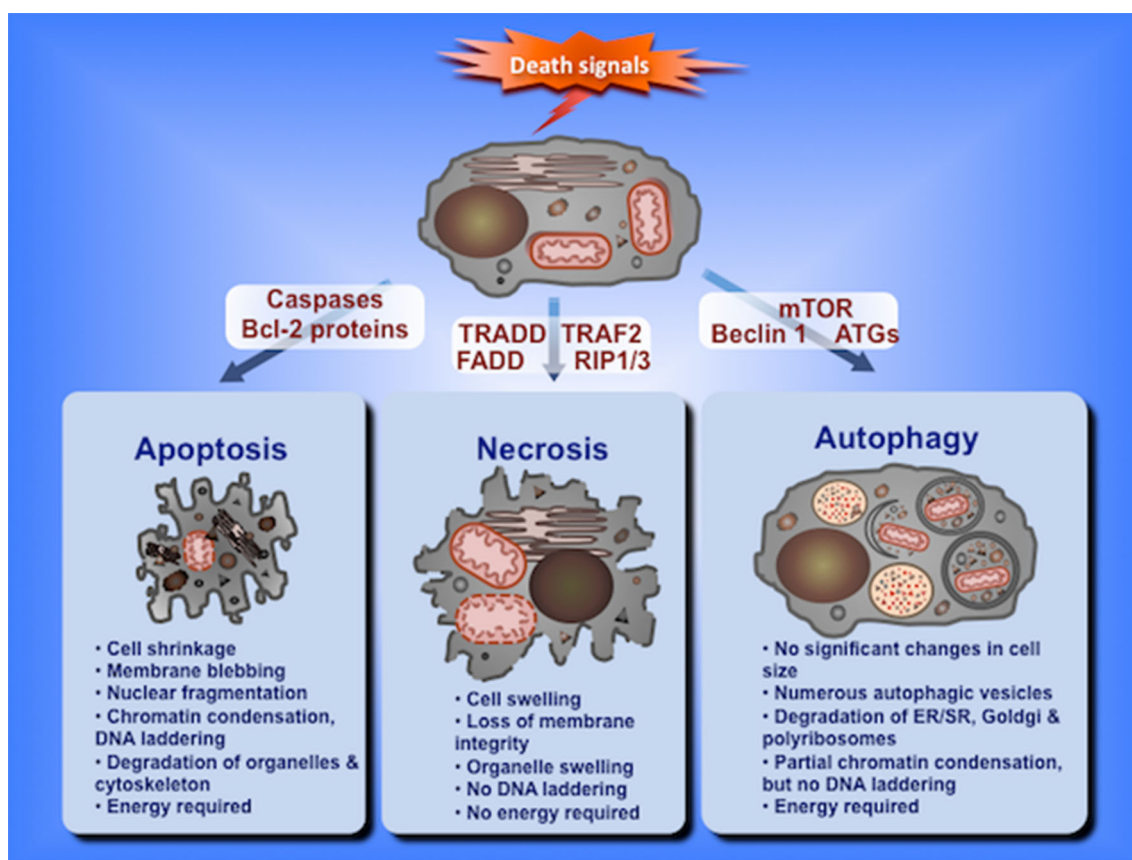 Death signals
Caspases
Bcl-2 proteins
TRADD TRAF2
FADD RIP1/3
mTOR
Beclin 1 ATGs
Apoptosis
• Cell shrinkage
• Membrane blebbing
• Nuclear fragmentation
• Chromatin condensation,
DNA laddering
• Degradation of organelles &
cytoskeleton
• Energy required
Necrosis
• Cell swelling
• Loss of membrane
integrity
• Organelle swelling
• No DNA laddering
• No energy required
Autophagy
• No significant changes in cell
size
• Numerous autophagic vesicles
• Degradation of ER/SR, Goldgi &
polyribosomes
• Partial chromatin condensation,
but no DNA laddering
• Energy required